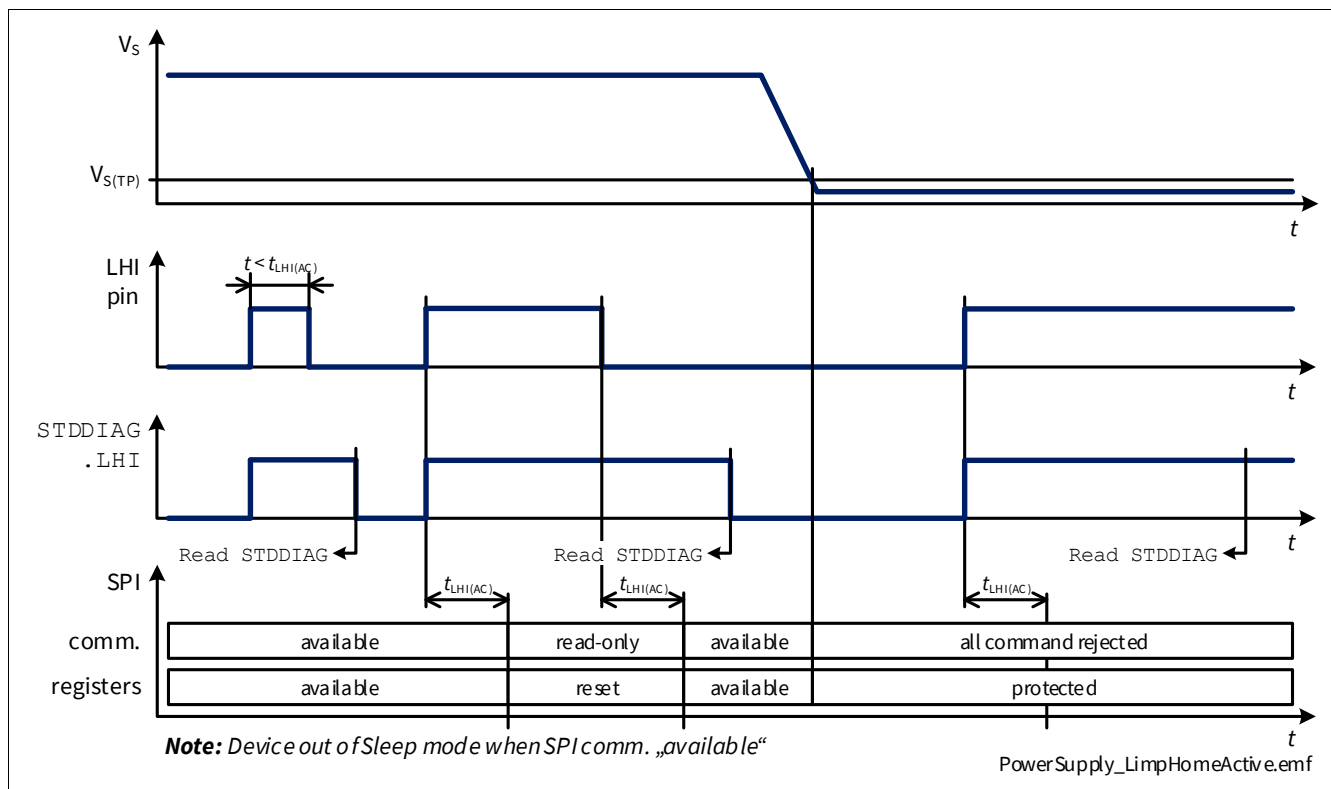 VS
VS(TP)
t
LHI
pin
t < tLHI(AC)
t
STDDIAG
.LHI
Read STDDIAG
Read STDDIAG
Read STDDIAG
t
SPI
tLHI(AC)
tLHI(AC)
tLHI(AC)
comm.
available
read-only
available
all command rejected
registers
available
reset
available
protected
t
Note: Device out of Sleep mode when SPI comm. „available“
PowerSupply_LimpHomeActive.emf